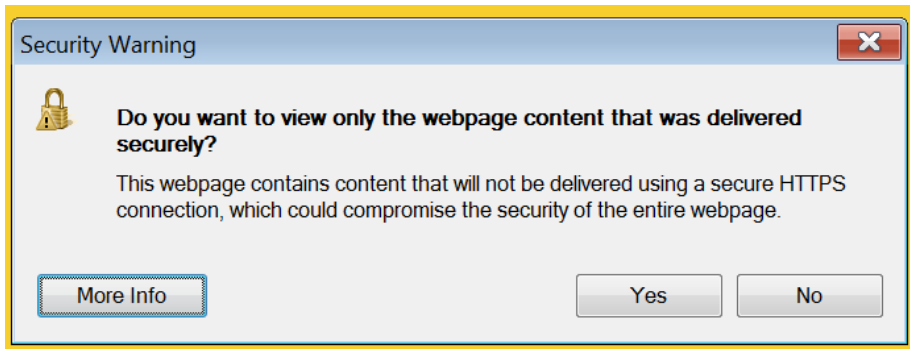 Security Warning
Do you want to view only the webpage content that was delivered
securely?
This webpage contains content that will not be delivered using a secure HTTPS
connection, which could compromise the security of the entire webpage.
More Info
Yes
No